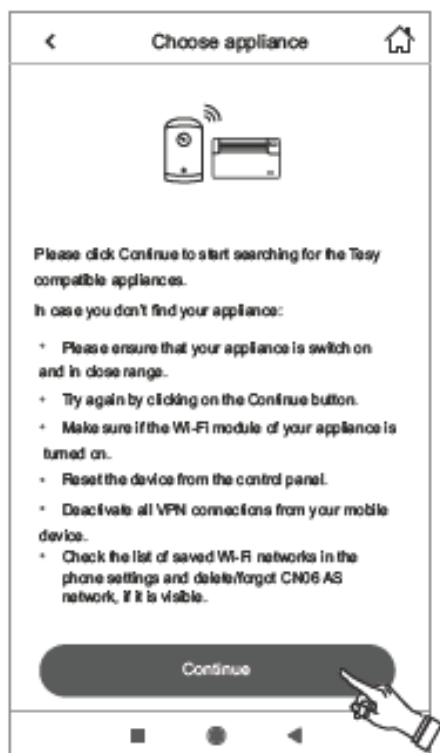 Choose appliance
Please click Continue to start searching for the Tesy
compatible appliances.
In case you don't find your appliance:
* Please ensure that your appliance is switch on
and in close range.
* Try again by clicking on the Continue button.
* Make sure if the Wi-Fi module of your appliance is
turned on.
* Reset the device from the control panel.
* Deactivate all VPN connections from your mobile
device.
* Check the list of saved Wi-Fi networks in the
phone settings and delete/forgot CN06 AS
network, if it is visible.
Continue